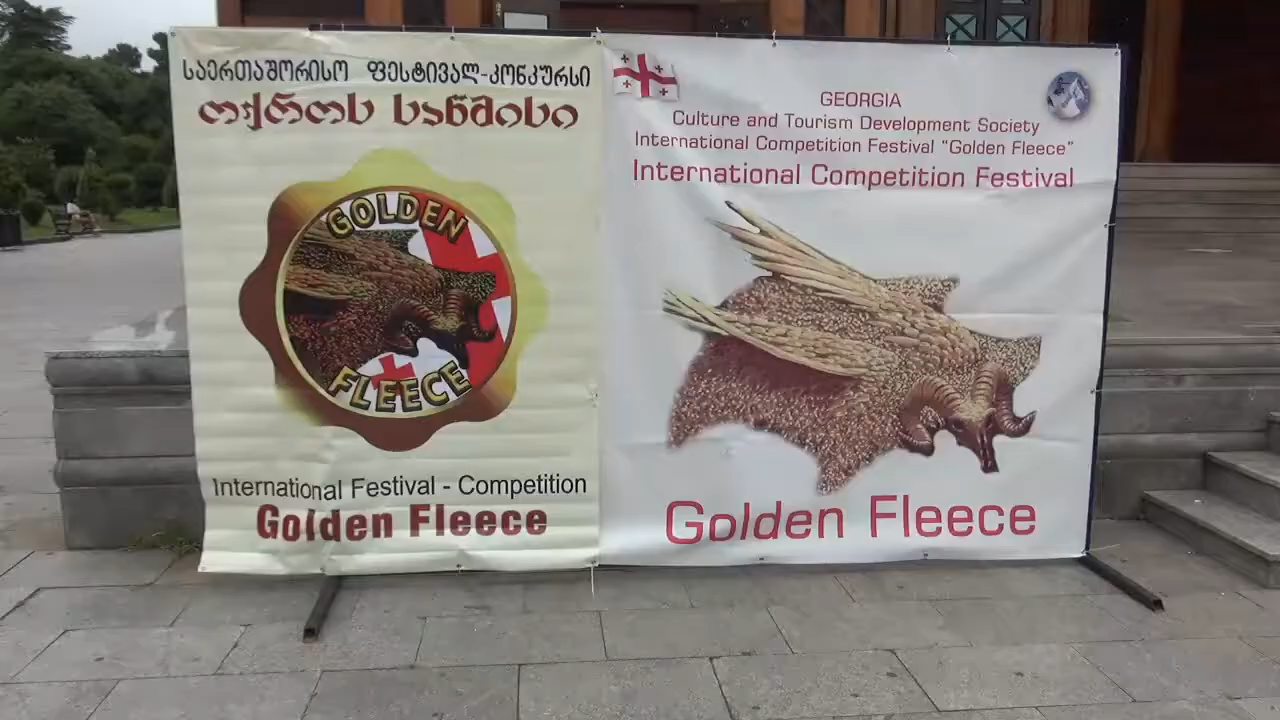 საერთაშორისო ფესტივალ-კონკურსი
ოქროს საწმისი
GOLDEN
FLEECE
International Festival - Competition
Golden Fleece
GEORGIA
Culture and Tourism Development Society
International Competition Festival "Golden Fleece"
International Competition Festival
Golden Fleece